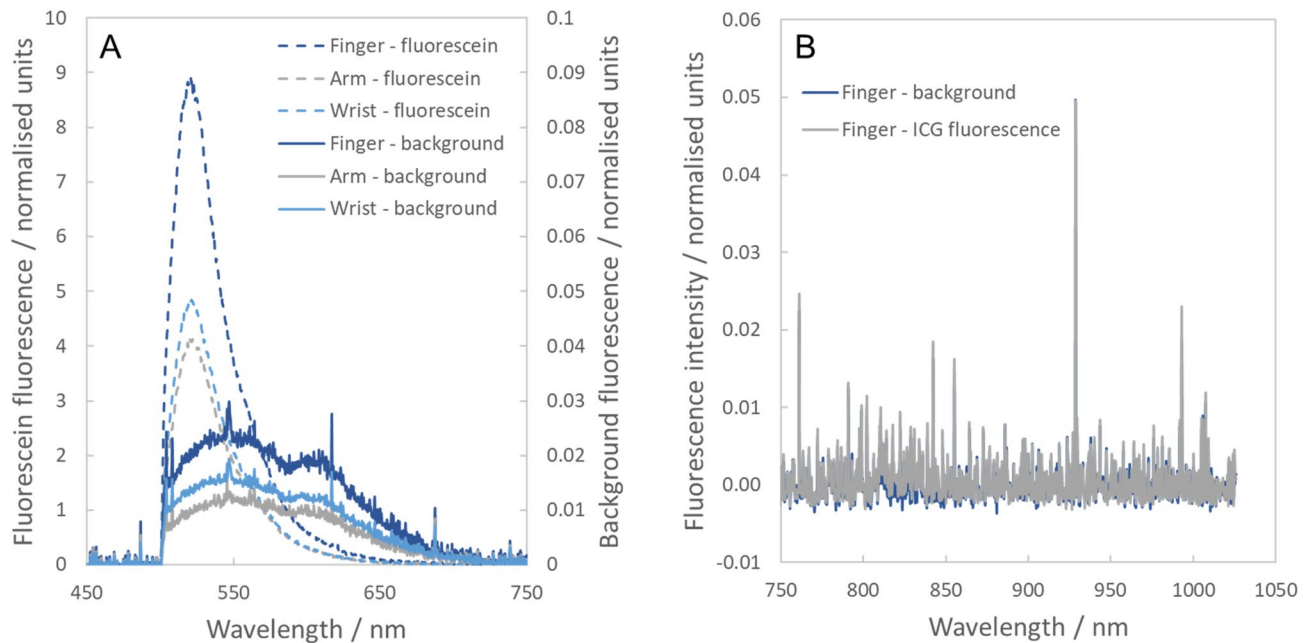 A
Fluorescein fluorescence / normalised units
10
9
8
7
6
5
4
3
2
1
0
Finger - fluorescein
Arm - fluorescein
Wrist - fluorescein
Finger - background
Arm - background
Wrist - background
0.1
0.09
0.08
0.07
0.06
0.05
0.04
0.03
0.02
0.01
0
Background fluorescence / normalised units
450
550
650
750
Wavelength / nm
B
Fluorescence intensity / normalised units
0.06
0.05
0.04
0.03
0.02
0.01
0.00
-0.01
Finger - background
Finger - ICG fluorescence
750
800
850
900
950
1000
1050
Wavelength / nm